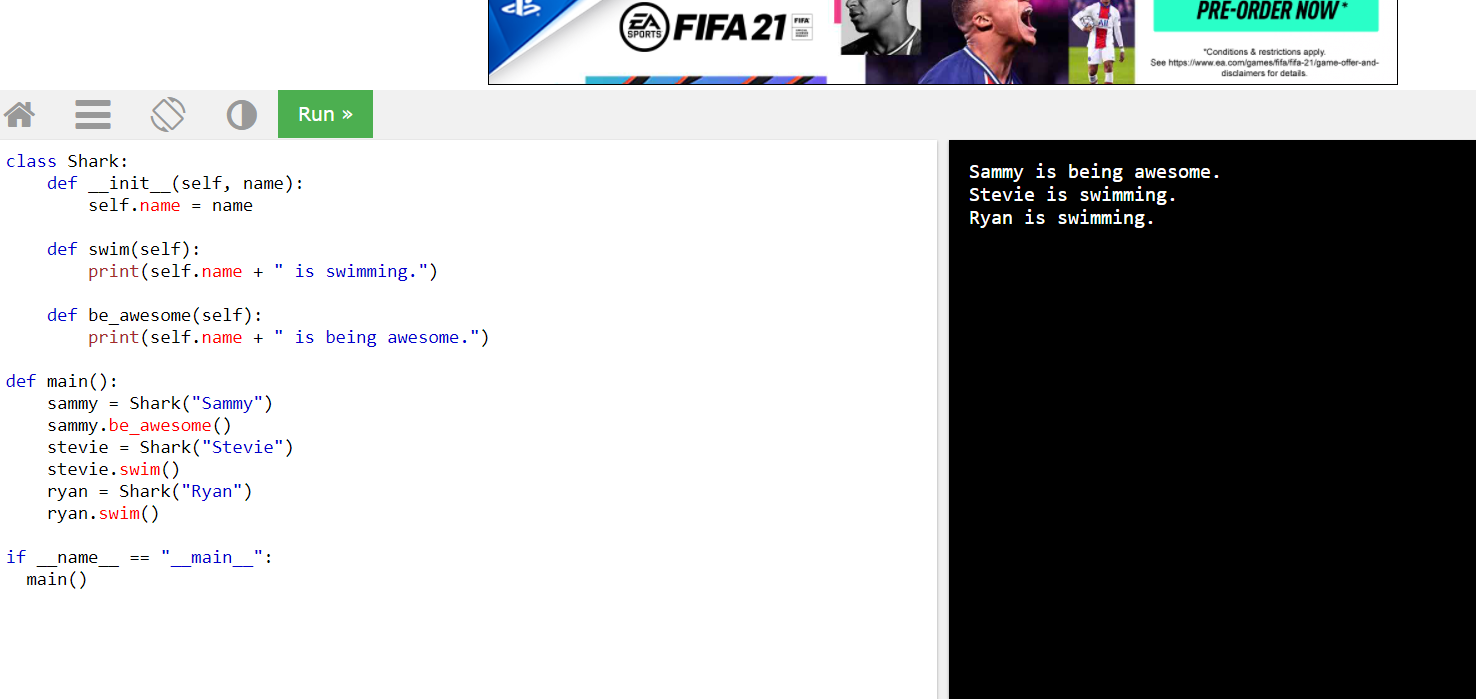 EA SPORTS FIFA 21 FIFA
PRE-ORDER NOW*
*Conditions & restrictions apply.
See https://www.ea.com/games/fifa/fifa-21/game-offer-and-
disclaimers for details.
Run »
class Shark:
    def __init__(self, name):
        self.name = name
    def swim(self):
        print(self.name + " is swimming.")
    def be_awesome(self):
        print(self.name + " is being awesome.")
def main():
    sammy = Shark("Sammy")
    sammy.be_awesome()
    stevie = Shark("Stevie")
    stevie.swim()
    ryan = Shark("Ryan")
    ryan.swim()
if __name__ == "__main__":
  main()
Sammy is being awesome.
Stevie is swimming.
Ryan is swimming.